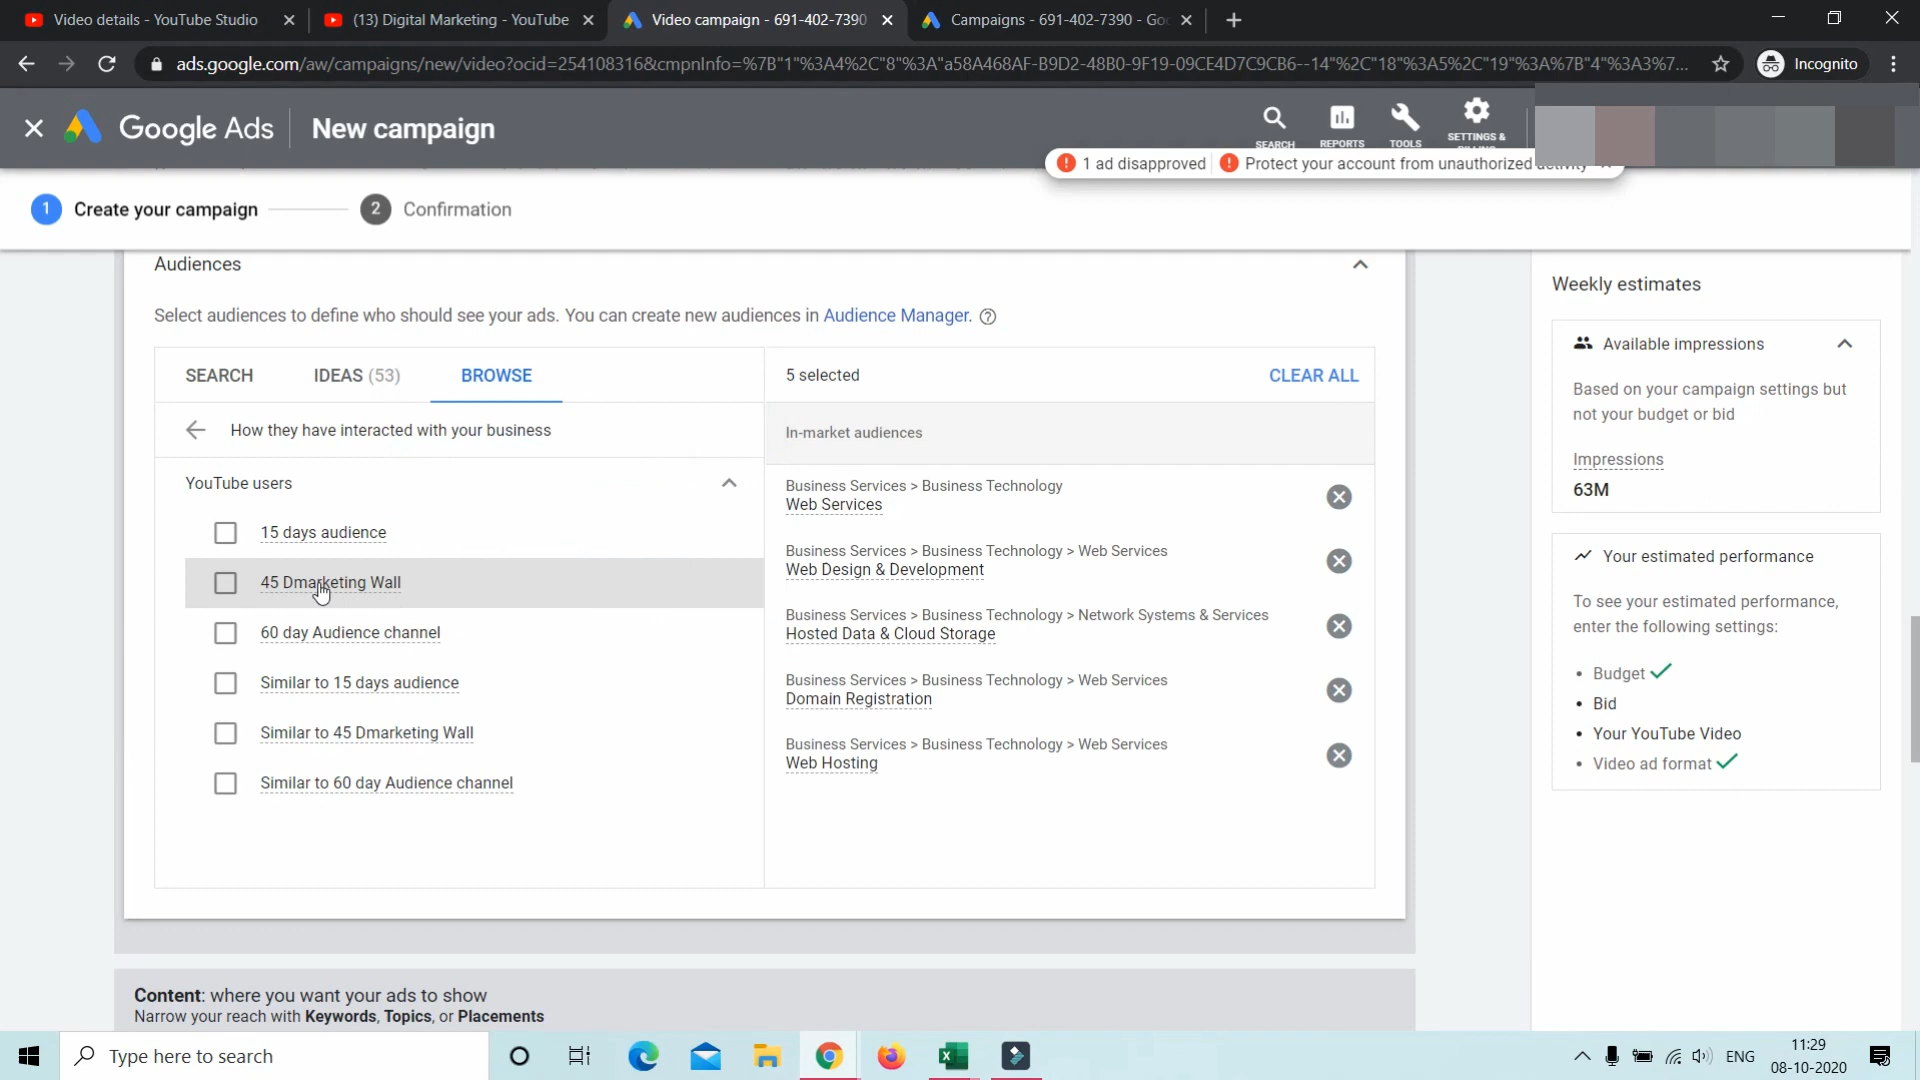 Video details - YouTube Studio
(13) Digital Marketing - YouTube
Video campaign - 691-402-7390
Campaigns - 691-402-7390 - Goo
ads.google.com/aw/campaigns/new/video?ocid=254108316&cmpnInfo=%7B"1"%3A4%2C"8"%3A"a58A468AF-B9D2-48B0-9F19-09CE4D7C9CB6--14"%2C"18"%3A5%2C"19"%3A%7B"4"%3A3%7...
Incognito
Google Ads
New campaign
SEARCH
REPORTS
TOOLS
SETTINGS &
1 ad disapproved
Protect your account from unauthorized activity
1 Create your campaign
2 Confirmation
Audiences
Select audiences to define who should see your ads. You can create new audiences in Audience Manager.
SEARCH
IDEAS (53)
BROWSE
5 selected
CLEAR ALL
How they have interacted with your business
In-market audiences
YouTube users
15 days audience
45 Dmarketing Wall
60 day Audience channel
Similar to 15 days audience
Similar to 45 Dmarketing Wall
Similar to 60 day Audience channel
Business Services > Business Technology
Web Services
Business Services > Business Technology > Web Services
Web Design & Development
Business Services > Business Technology > Network Systems & Services
Hosted Data & Cloud Storage
Business Services > Business Technology > Web Services
Domain Registration
Business Services > Business Technology > Web Services
Web Hosting
Weekly estimates
Available impressions
Based on your campaign settings but
not your budget or bid
Impressions
63M
Your estimated performance
To see your estimated performance,
enter the following settings:
• Budget
• Bid
• Your YouTube Video
• Video ad format
Content: where you want your ads to show
Narrow your reach with Keywords, Topics, or Placements
Type here to search
ENG
11:29
08-10-2020